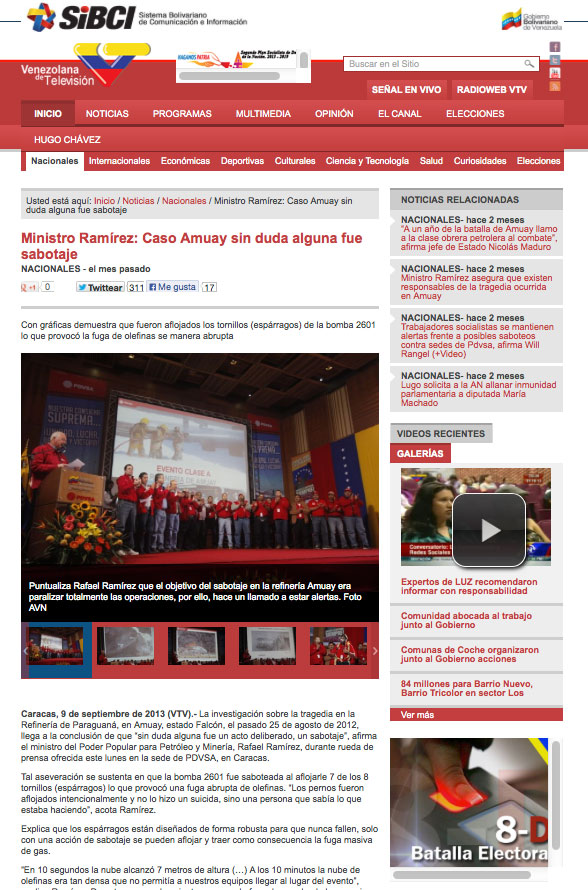 SiBCI
Sistema Bolivariano
de Comunicación e Información
Gobierno
Bolivariano
de Venezuela
Venezolana
de Televisión
HAGAMOS PATRIA
Buscar en el Sitio
SEÑAL EN VIVO
RADIOWEB VTV
INICIO NOTICIAS PROGRAMAS MULTIMEDIA OPINIÓN EL CANAL ELECCIONES
HUGO CHÁVEZ
Nacionales Internacionales Económicas Deportivas Culturales Ciencia y Tecnología Salud Curiosidades Elecciones
Usted está aquí: Inicio / Noticias / Nacionales / Ministro Ramírez: Caso Amuay sin
duda alguna fue sabotaje
Ministro Ramírez: Caso Amuay sin duda alguna fue
sabotaje
NACIONALES - el mes pasado
+1 0 Twittear 311 Me gusta 17
Con gráficas demuestra que fueron aflojados los tornillos (espárragos) de la bomba 2601
lo que provocó la fuga de olefinas se manera abrupta
PDVSA
NUESTRA CONSIGNA
SUPREMA...
EVENTO CLASE A
Puntualiza Rafael Ramírez que el objetivo del sabotaje en la refinería Amuay era
paralizar totalmente las operaciones, por ello, hace un llamado a estar alertas. Foto
AVN
Caracas, 9 de septiembre de 2013 (VTV).- La investigación sobre la tragedia en la
Refinería de Paraguaná, en Amuay, estado Falcón, el pasado 25 de agosto de 2012,
llega a la conclusión de que "sin duda alguna fue un acto deliberado, un sabotaje", afirma
el ministro del Poder Popular para Petróleo y Minería, Rafael Ramírez, durante rueda de
prensa ofrecida este lunes en la sede de PDVSA, en Caracas.
Tal aseveración se sustenta en que la bomba 2601 fue saboteada al aflojarle 7 de los 8
tornillos (espárragos) lo que provocó una fuga abrupta de olefinas. "Los pernos fueron
aflojados intencionalmente y no lo hizo un suicida, sino una persona que sabía lo que
estaba haciendo", acota Ramírez.
Explica que los espárragos están diseñados de forma robusta para que nunca fallen, solo
con una acción de sabotaje se pueden aflojar y traer como consecuencia la fuga masiva
de gas.
"En 10 segundos la nube alcanzó 7 metros de altura (…) A los 10 minutos la nube de
olefinas era tan densa que no permitía a nuestros equipos llegar al lugar del evento",
NOTICIAS RELACIONADAS
NACIONALES- hace 2 meses
"A un año de la batalla de Amuay llamo
a la clase obrera petrolera al combate",
afirma jefe de Estado Nicolás Maduro
NACIONALES- hace 2 meses
Ministro Ramírez asegura que existen
responsables de la tragedia ocurrida
en Amuay
NACIONALES- hace 2 meses
Trabajadores socialistas se mantienen
alertas frente a posibles saboteos
contra sedes de Pdvsa, afirma Will
Rangel (+Video)
NACIONALES- hace 2 meses
Lugo solicita a la AN allanar inmunidad
parlamentaria a diputada María
Machado
VIDEOS RECIENTES
GALERÍAS
Conversatorio:
Redes Sociales
Expertos de LUZ recomendaron
informar con responsabilidad
Comunidad abocada al trabajo
junto al Gobierno
Comunas de Coche organizaron
junto al Gobierno acciones
84 millones para Barrio Nuevo,
Barrio Tricolor en sector Los
Ver más
8-D
Batalla Electora